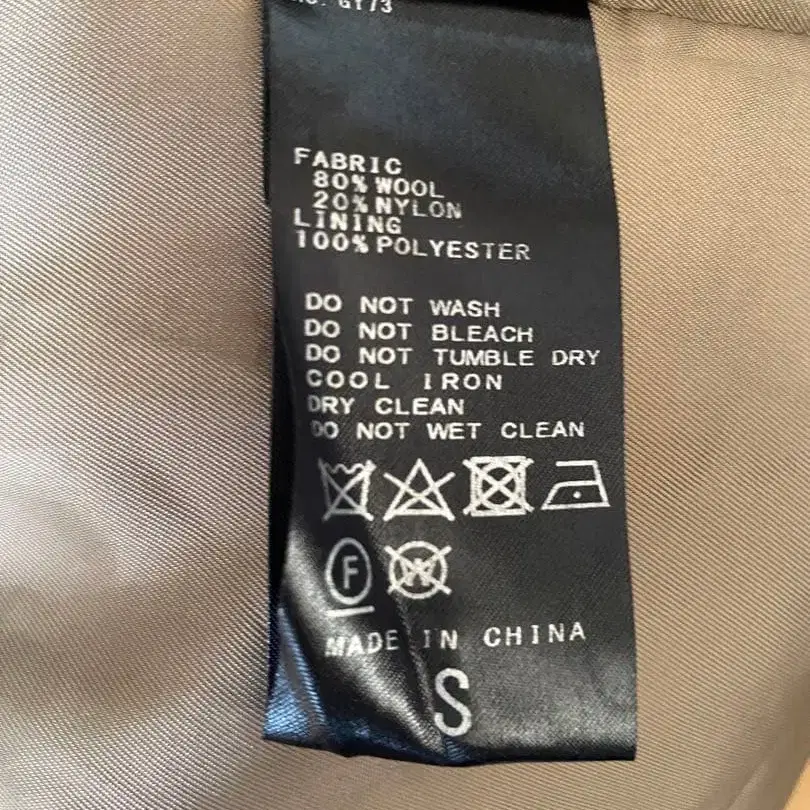 FABRIC
80% WOOL
20% NYLON
LINING
100% POLYESTER
DO NOT WASH
DO NOT BLEACH
DO NOT TUMBLE DRY
COOL IRON
DRY CLEAN
DO NOT WET CLEAN
F W
MADE IN CHINA
S